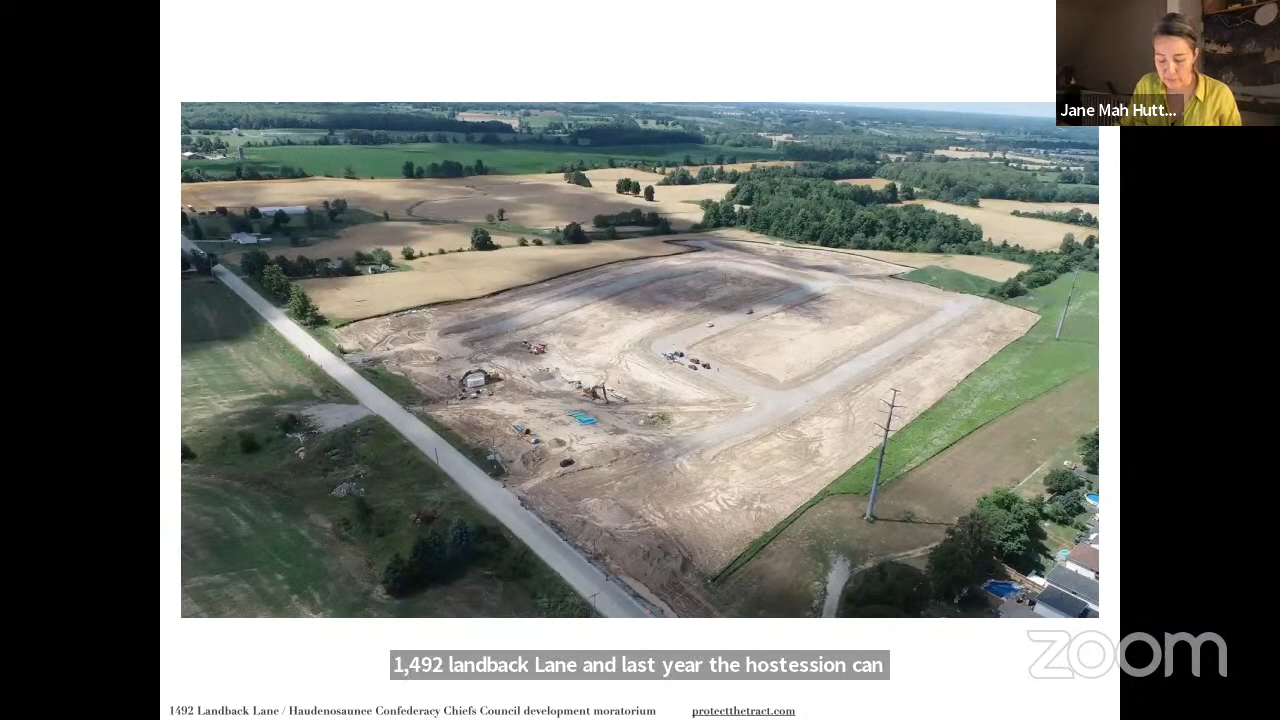 Jane Mah Hutt...
1,492 landback Lane and last year the hostession can
zoom
1492 Landback Lane / Haudenosaunee Confederacy Chiefs Council development moratorium protectthetract.com